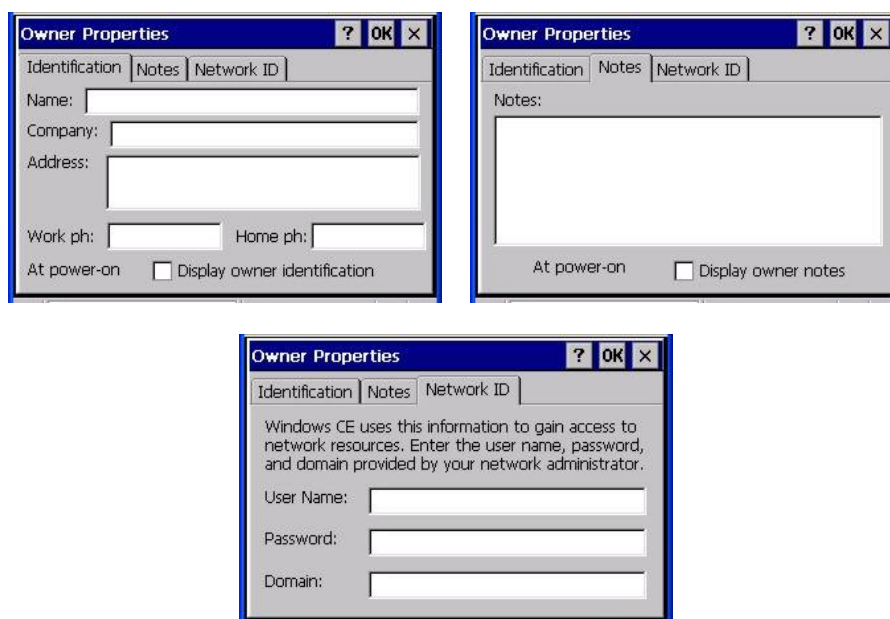 Owner Properties ? OK ×
Identification Notes Network ID
Name:
Company:
Address:
Work ph: Home ph:
At power-on Display owner identification
Owner Properties ? OK ×
Identification Notes Network ID
Notes:
At power-on Display owner notes
Owner Properties ? OK ×
Identification Notes Network ID
Windows CE uses this information to gain access to
network resources. Enter the user name, password,
and domain provided by your network administrator.
User Name:
Password:
Domain: